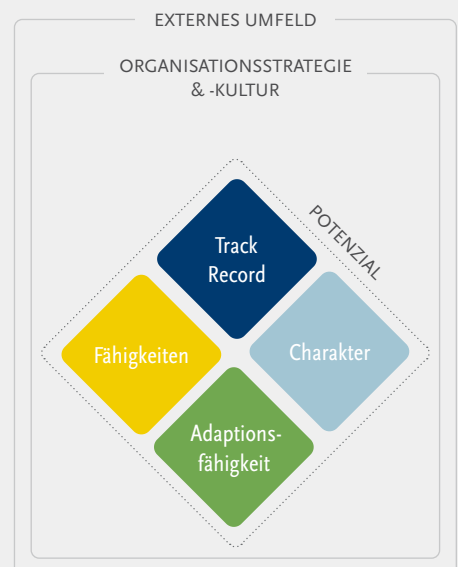 EXTERNES UMFELD
ORGANISATIONSSTRATEGIE
& -KULTUR
POTENZIAL
Track
Record
Fähigkeiten
Charakter
Adaptions-
fähigkeit